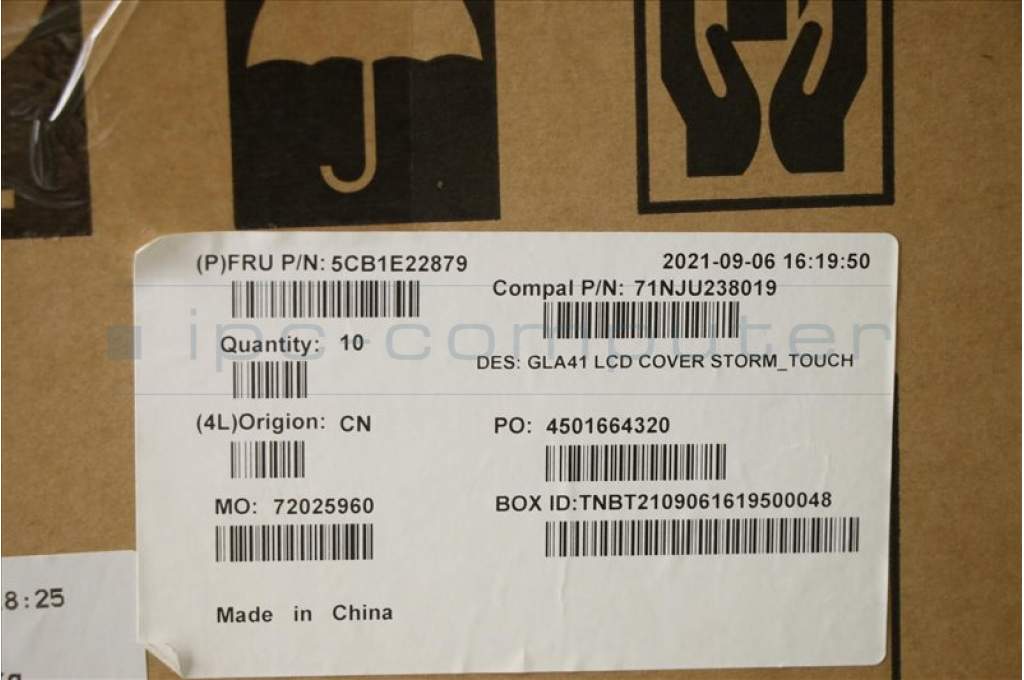 (P)FRU P/N: 5CB1E22879
2021-09-06 16:19:50
Compal P/N: 71NJU238019
ipc-computer
Quantity: 10
DES: GLA41 LCD COVER STORM_TOUCH
(4L)Origion: CN
PO: 4501664320
MO: 72025960
BOX ID:TNBT2109061619500048
8:25
Made in China